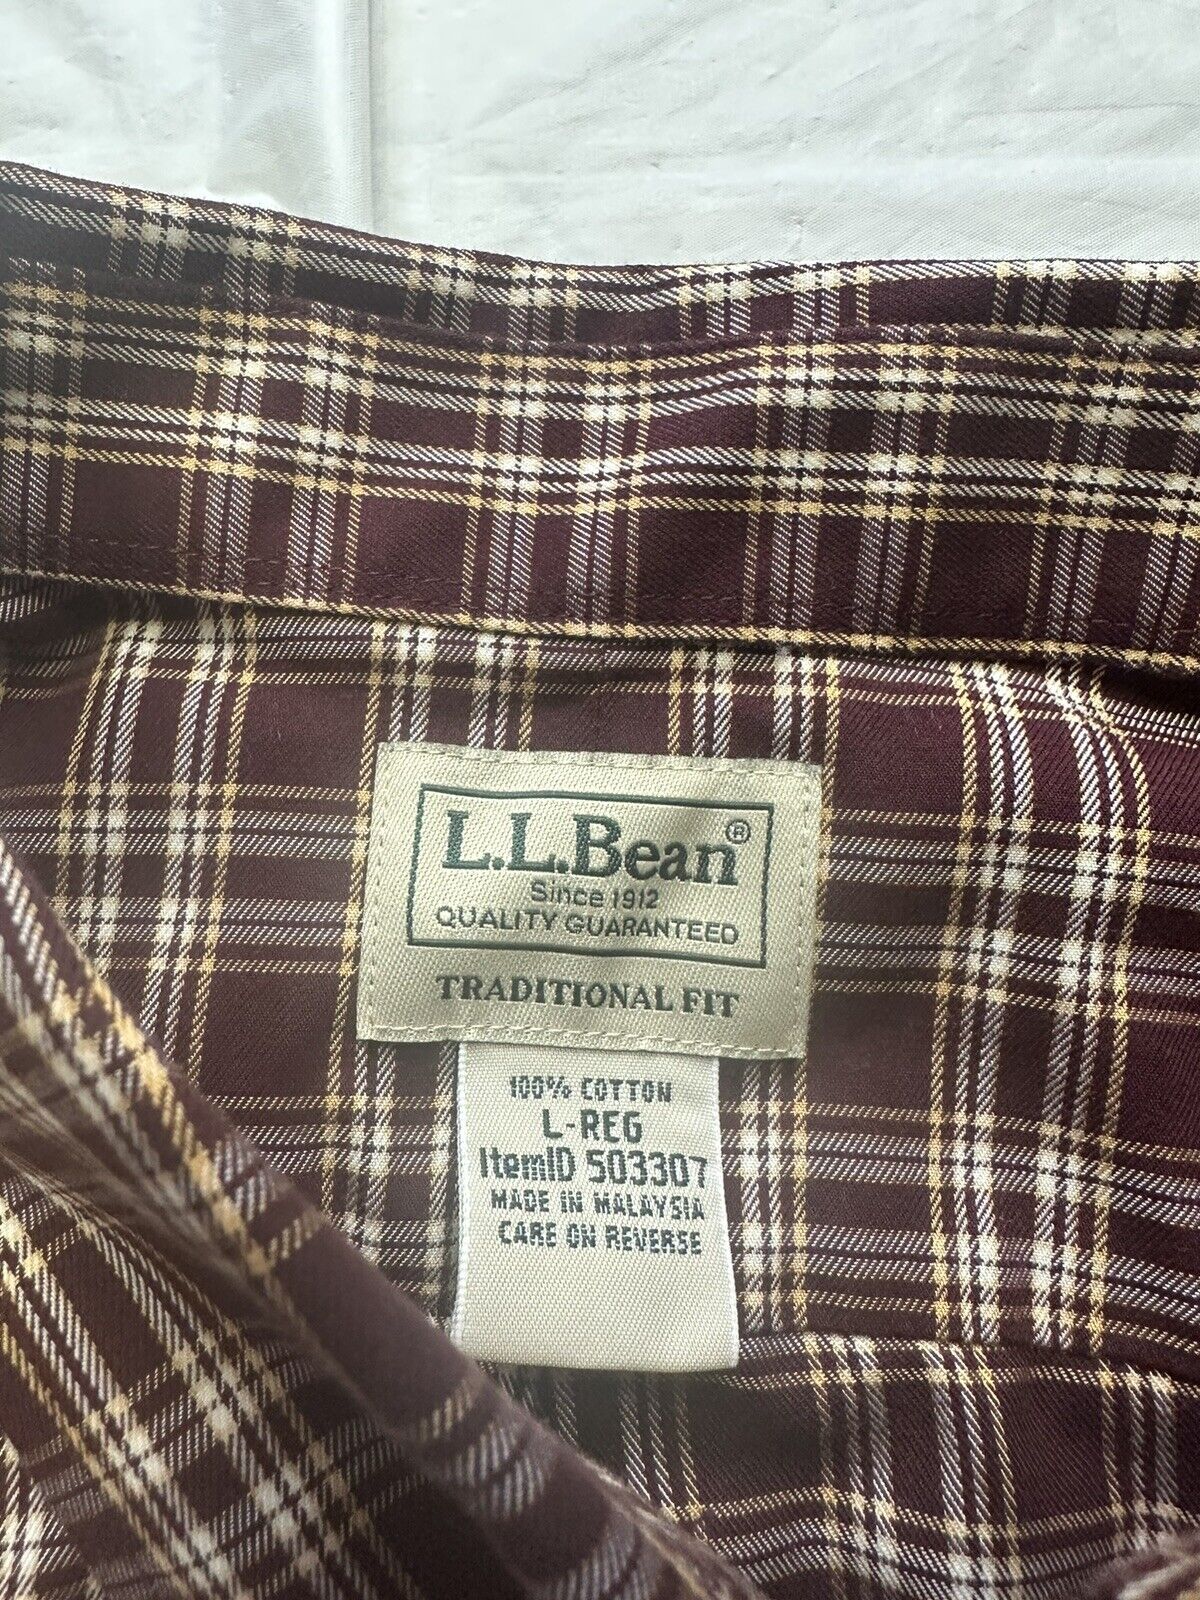 L.L.Bean®
Since 1912
QUALITY GUARANTEED
TRADITIONAL FIT
100% COTTON
L-REG
ItemID 503307
MADE IN MALAYSIA
CARE ON REVERSE